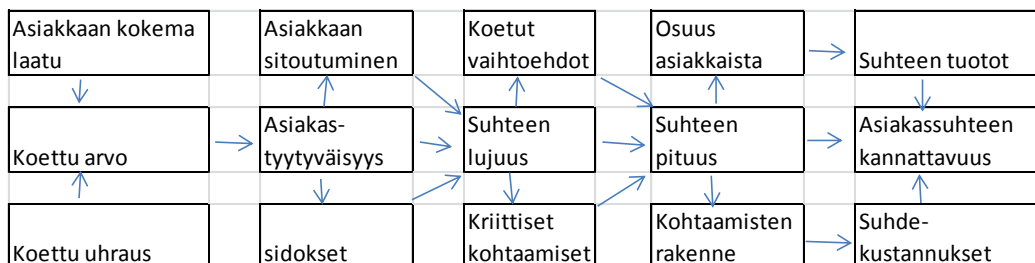 Asiakkaan kokema
laatu
Asiakkaan
sitoutuminen
Koetut
vaihtoehdot
Osuus
asiakkaista
Suhteen tuotot
Koettu arvo
Asiakas-
tyytyväisyys
Suhteen
lujuus
Suhteen
pituus
Asiakassuhteen
kannattavuus
Koettu uhraus
sidokset
Kriittiset
kohtaamiset
Kohtaamisten
rakenne
Suhde-
kustannukset